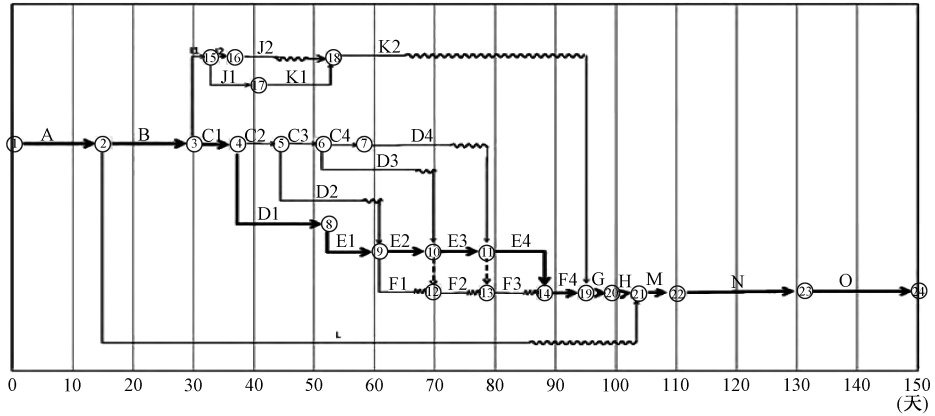 I2
J2
K2
15
16
18
J1
K1
17
A
B
C1
C2
C3
C4
D4
1
2
3
4
5
6
7
D3
D2
D1
8
E1
E2
E3
E4
9
10
11
F1
F2
F3
F4
G
H
M
N
O
12
13
14
19
20
21
22
23
24
L
0 10 20 30 40 50 60 70 80 90 100 110 120 130 140 150
(天)